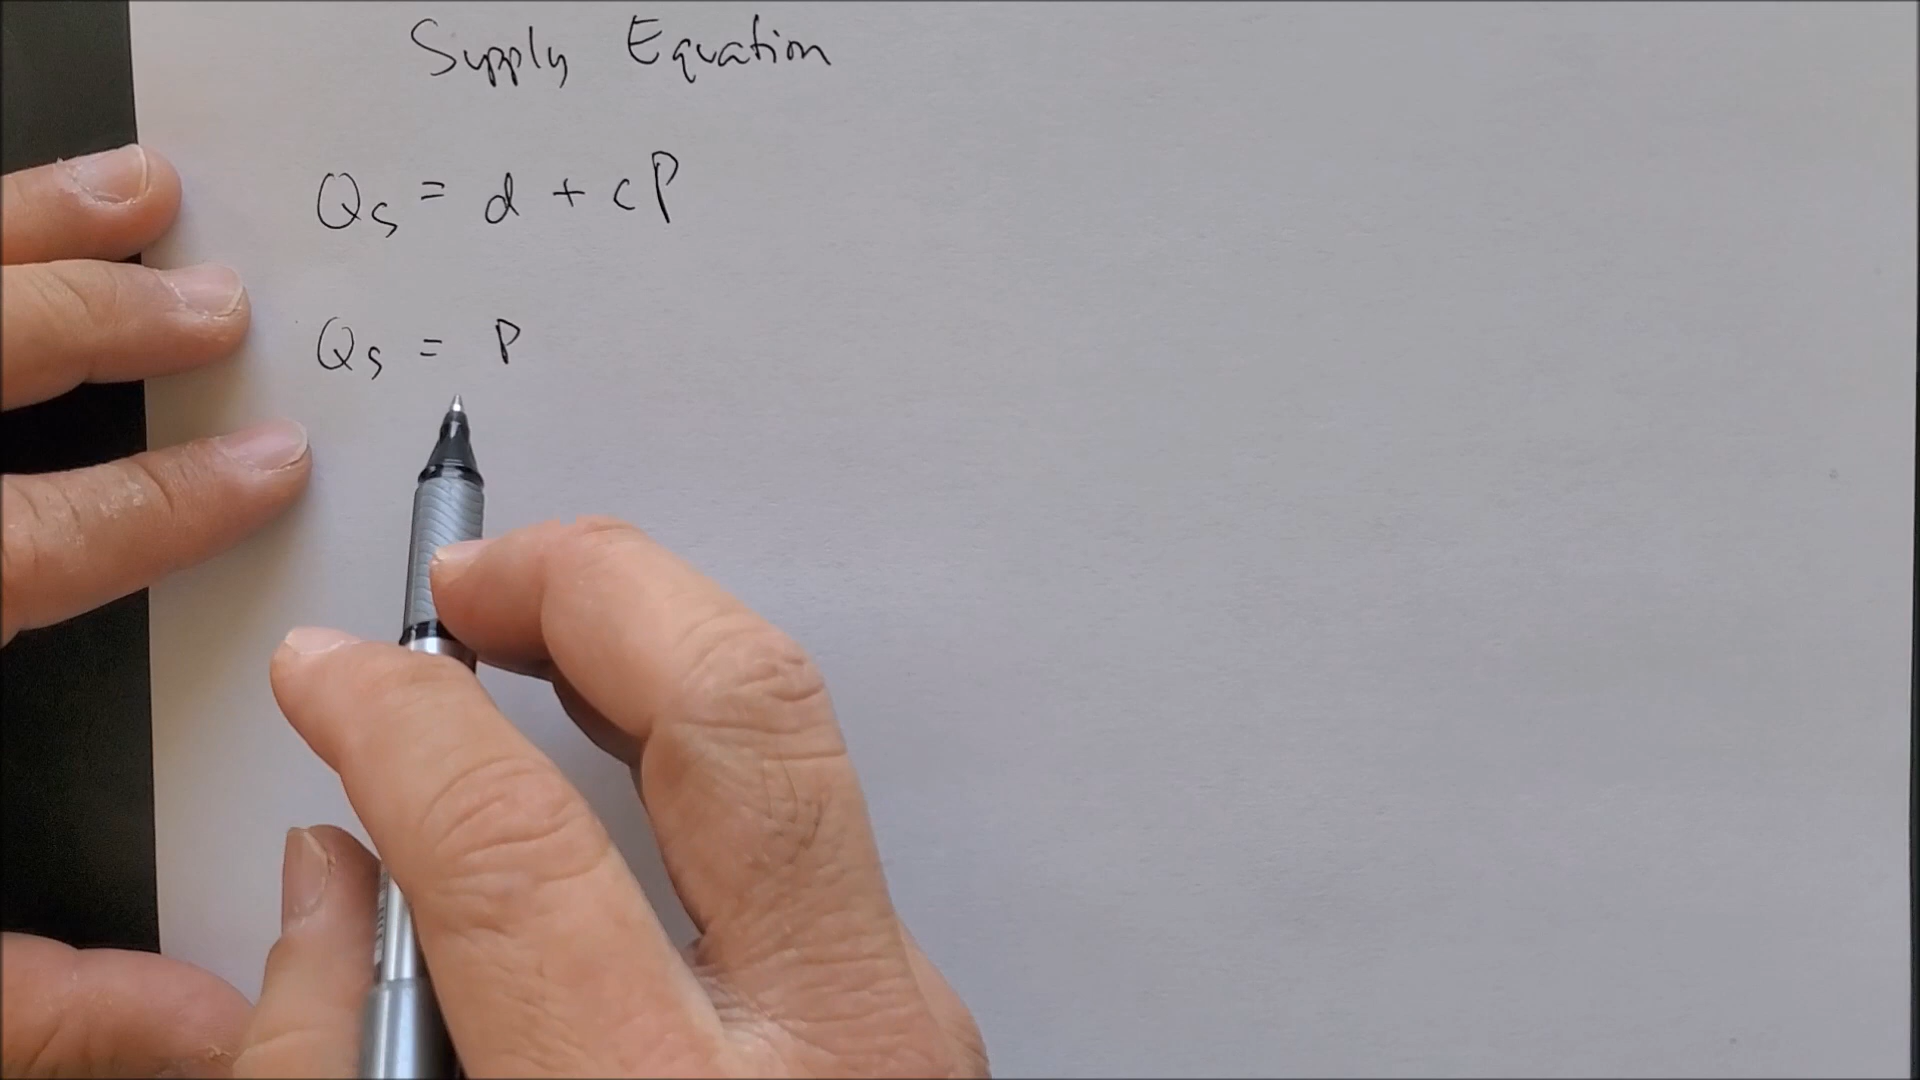 Supply Equation
Qs = d + cP
Qs = P